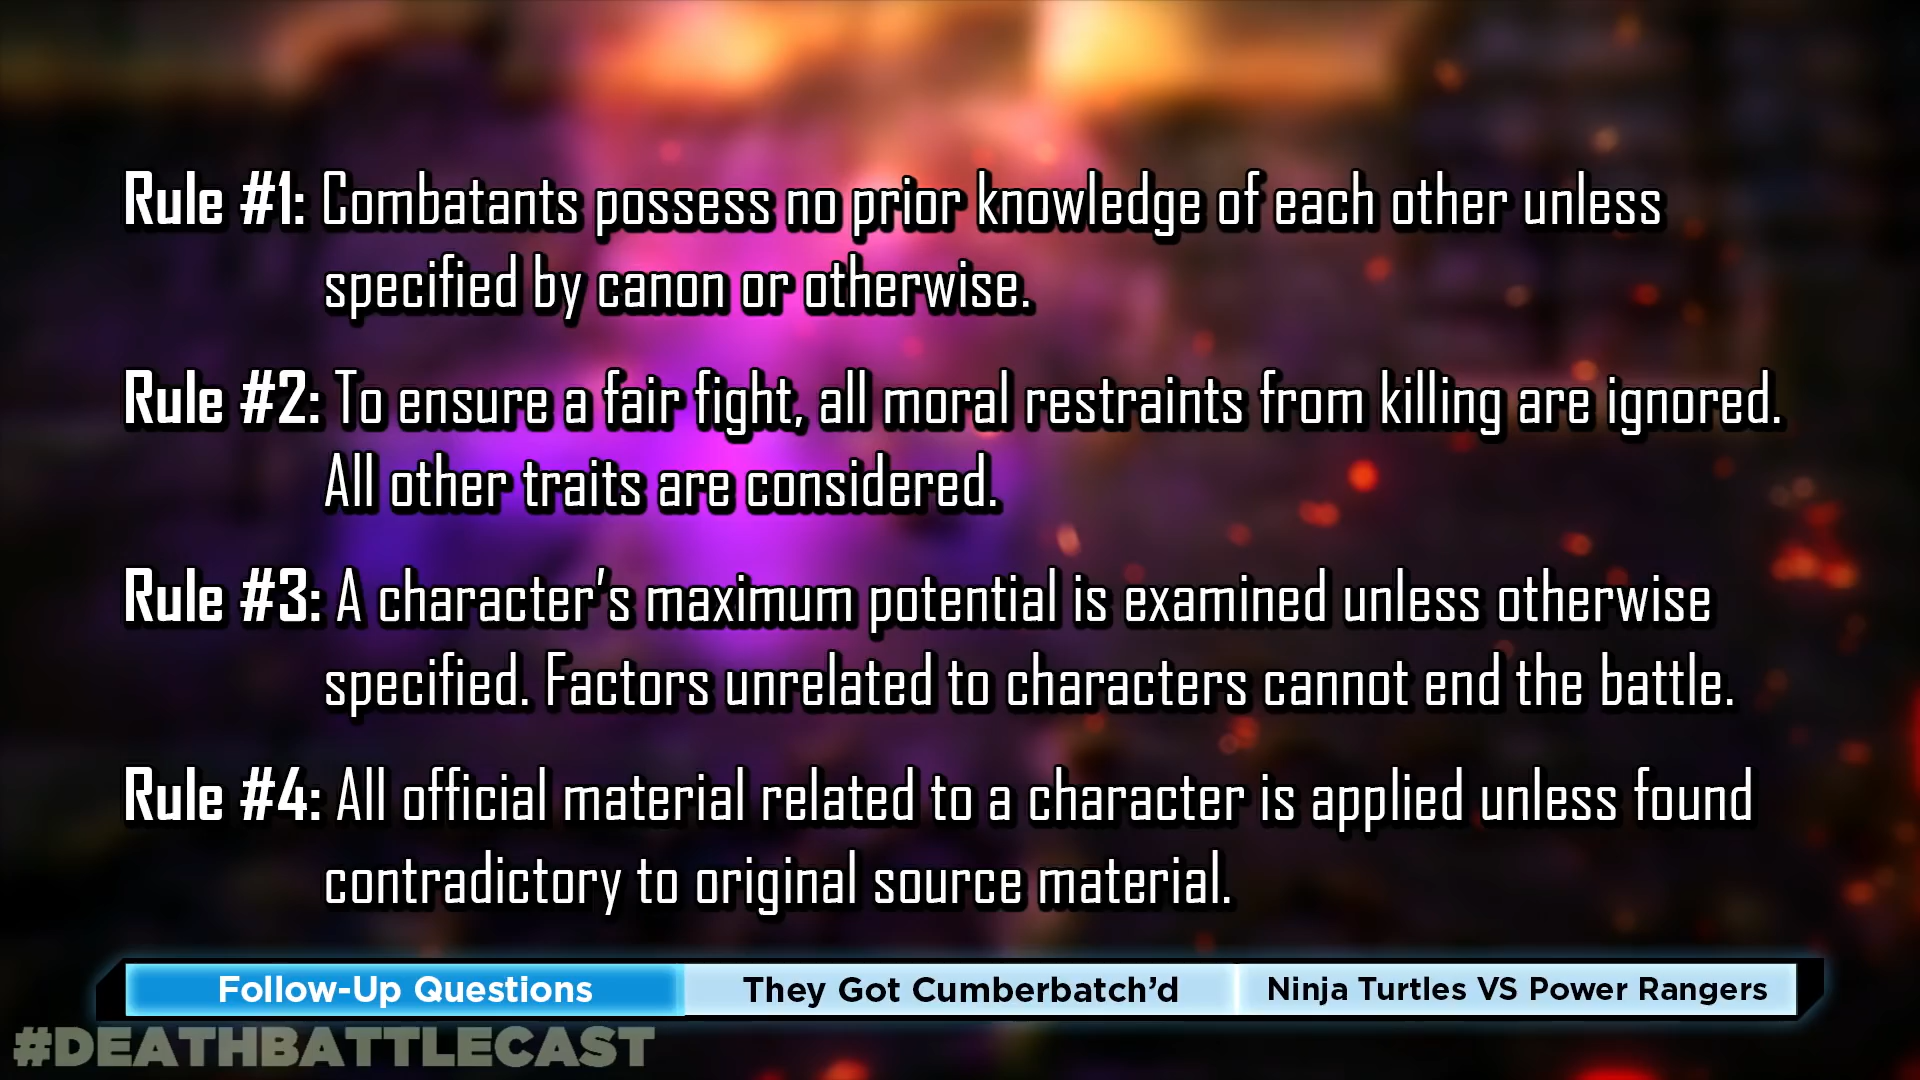 Rule #1: Combatants possess no prior knowledge of each other unless
specified by canon or otherwise.
Rule #2: To ensure a fair fight, all moral restraints from killing are ignored.
All other traits are considered.
Rule #3: A character's maximum potential is examined unless otherwise
specified. Factors unrelated to characters cannot end the battle.
Rule #4: All official material related to a character is applied unless found
contradictory to original source material.
Follow-Up Questions They Got Cumberbatch'd Ninja Turtles VS Power Rangers
#DEATHBATTLECAST